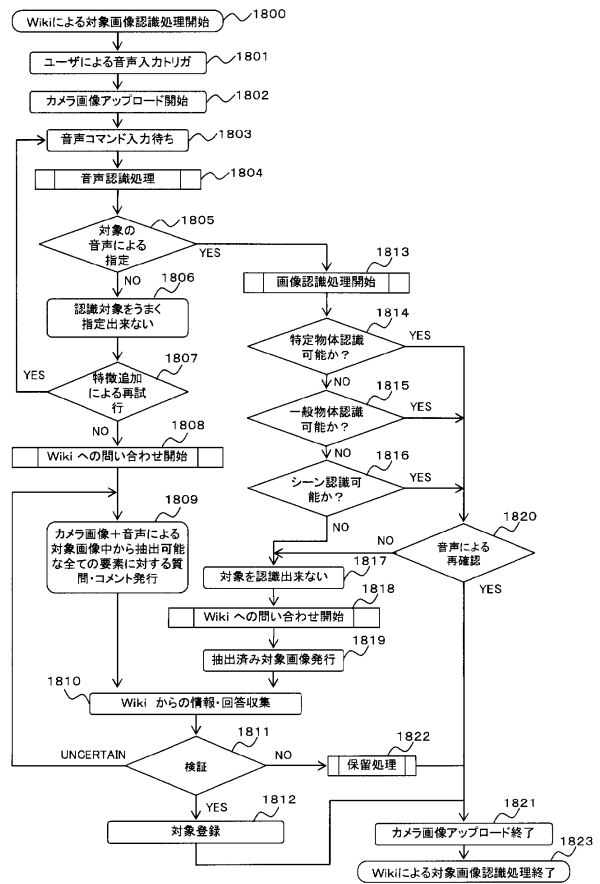 Wikiによる対象画像認識処理開始
1800
ユーザによる音声入力トリガ
1801
カメラ画像アップロード開始
1802
音声コマンド入力待ち
1803
音声認識処理
1804
対象の
音声による
指定
1805
YES
NO
認識対象をうまく
指定出来ない
1806
特徴追加
による再試
行
1807
YES
NO
Wiki への問い合わせ開始
1808
カメラ画像＋音声による
対象画像中から抽出可能
な全ての要素に対する質
問・コメント発行
1809
画像認識処理開始
1813
特定物体認識
可能か？
1814
YES
NO
一般物体認識
可能か？
1815
YES
NO
シーン認識可
能か？
1816
YES
NO
音声による
再確認
1820
NO
YES
対象を認識出来ない
1817
Wiki への問い合わせ開始
1818
抽出済み対象画像発行
1819
Wiki からの情報・回答収集
1810
検証
1811
UNCERTAIN
NO
YES
保留処理
1822
対象登録
1812
カメラ画像アップロード終了
1821
Wikiによる対象画像認識処理終了
1823